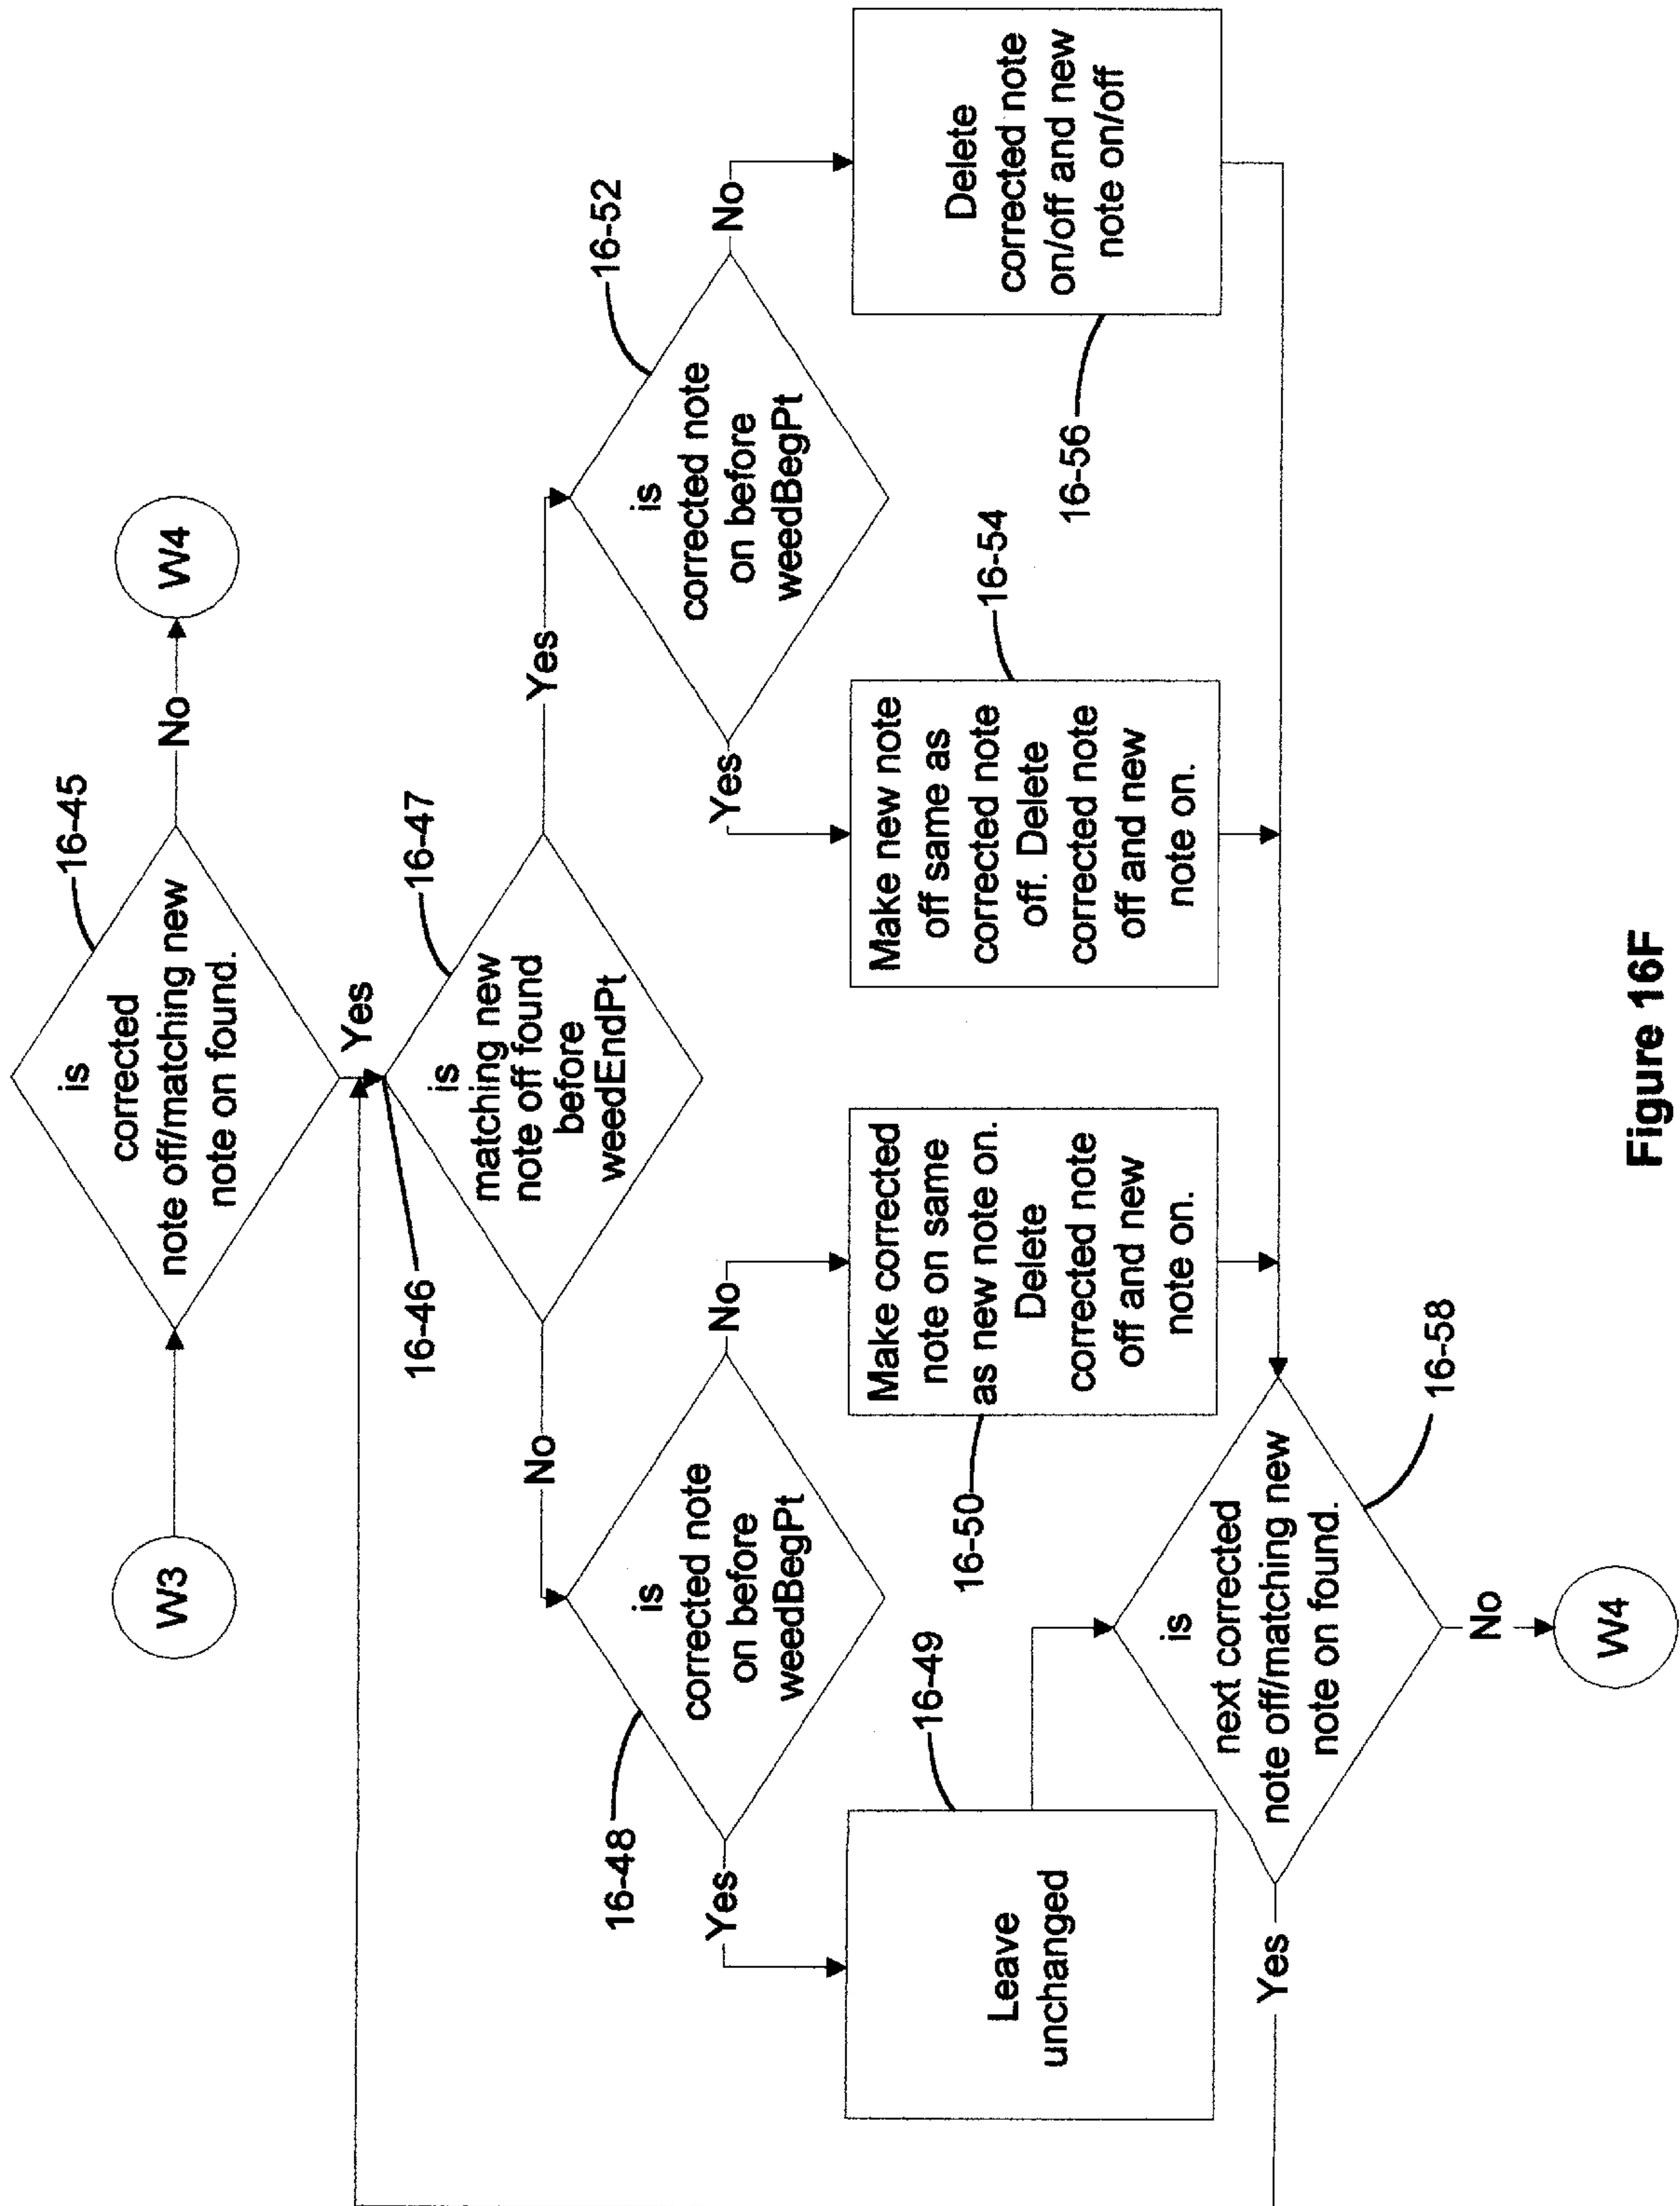 W3
is
corrected
note off/matching new
note on found.
16-45
No
W4
Yes
16-46
is
matching new
note off found
before
weedEndPt
16-47
No
Yes
16-48
is
corrected note
on before
weedBegPt
is
corrected note
on before
weedBegPt
16-52
Yes
No
Yes
No
Leave
unchanged
16-49
Make corrected
note on same
as new note on.
Delete
corrected note
off and new
note on.
16-50
Make new note
off same as
corrected note
off. Delete
corrected note
off and new
note on.
16-54
Delete
corrected note
on/off and new
note on/off
16-56
is
next corrected
note off/matching new
note on found.
16-58
Yes
No
W4
Figure 16F